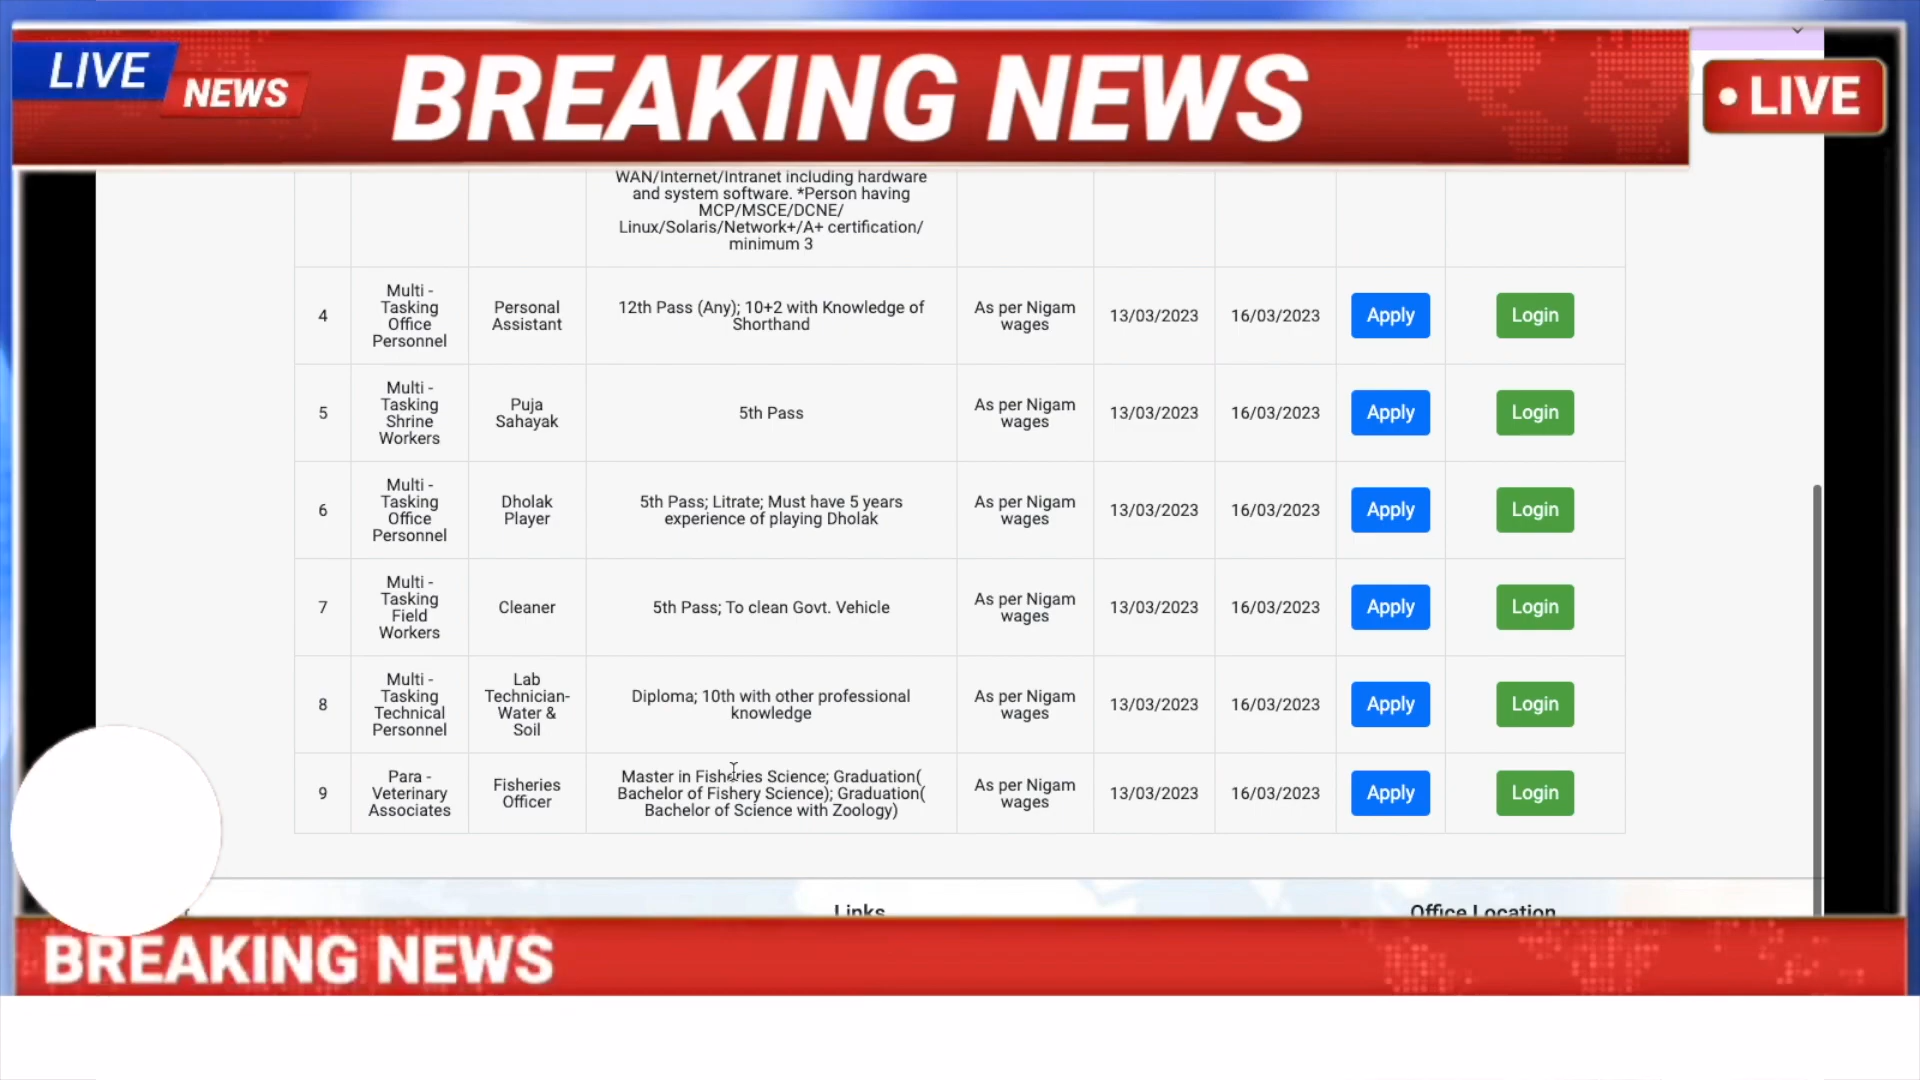 LIVE
NEWS
BREAKING NEWS
LIVE
WAN/Internet/Intranet including hardware
and system software. *Person having
MCP/MSCE/DCNE/
Linux/Solaris/Network+/A+ certification/
minimum 3
4
Multi -
Tasking
Office
Personnel
Personal
Assistant
12th Pass (Any); 10+2 with Knowledge of
Shorthand
As per Nigam
wages
13/03/2023
16/03/2023
Apply
Login
5
Multi -
Tasking
Shrine
Workers
Puja
Sahayak
5th Pass
As per Nigam
wages
13/03/2023
16/03/2023
Apply
Login
6
Multi -
Tasking
Office
Personnel
Dholak
Player
5th Pass; Litrate; Must have 5 years
experience of playing Dholak
As per Nigam
wages
13/03/2023
16/03/2023
Apply
Login
7
Multi -
Tasking
Field
Workers
Cleaner
5th Pass; To clean Govt. Vehicle
As per Nigam
wages
13/03/2023
16/03/2023
Apply
Login
8
Multi -
Tasking
Technical
Personnel
Lab
Technician-
Water &
Soil
Diploma; 10th with other professional
knowledge
As per Nigam
wages
13/03/2023
16/03/2023
Apply
Login
9
Para -
Veterinary
Associates
Fisheries
Officer
Master in Fisheries Science; Graduation(
Bachelor of Fishery Science); Graduation(
Bachelor of Science with Zoology)
As per Nigam
wages
13/03/2023
16/03/2023
Apply
Login
Links
Office Location
BREAKING NEWS